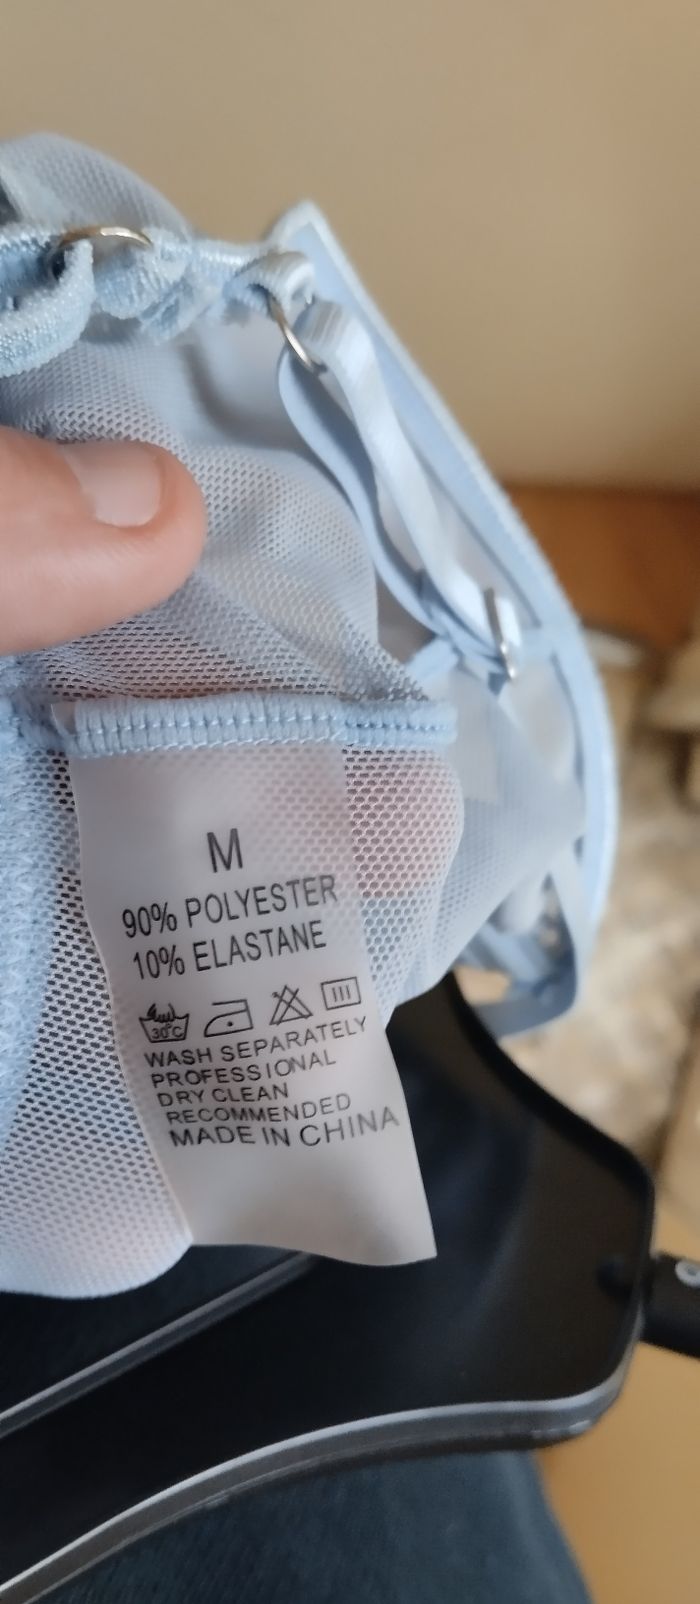 M
90% POLYESTER
10% ELASTANE
30°C
WASH SEPARATELY
PROFESSIONAL
DRY CLEAN
RECOMMENDED
MADE IN CHINA